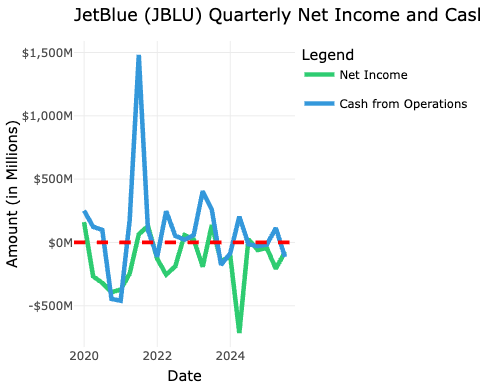 JetBlue (JBLU) Quarterly Net Income and Cash
Legend
Net Income
Cash from Operations
$1,500M
$1,000M
$500M
$0M
-$500M
Amount (in Millions)
2020
2022
2024
Date